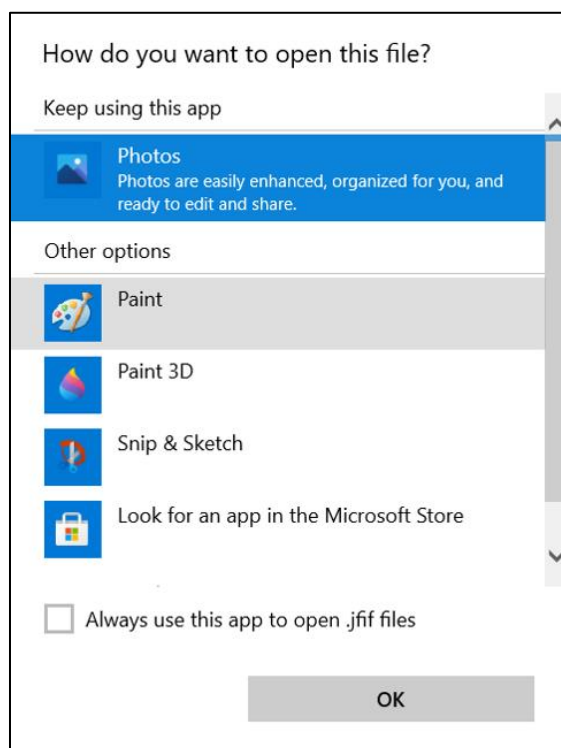 How do you want to open this file?
Keep using this app
Photos
Photos are easily enhanced, organized for you, and
ready to edit and share.
Other options
Paint
Paint 3D
Snip & Sketch
Look for an app in the Microsoft Store
Always use this app to open .jfif files
OK